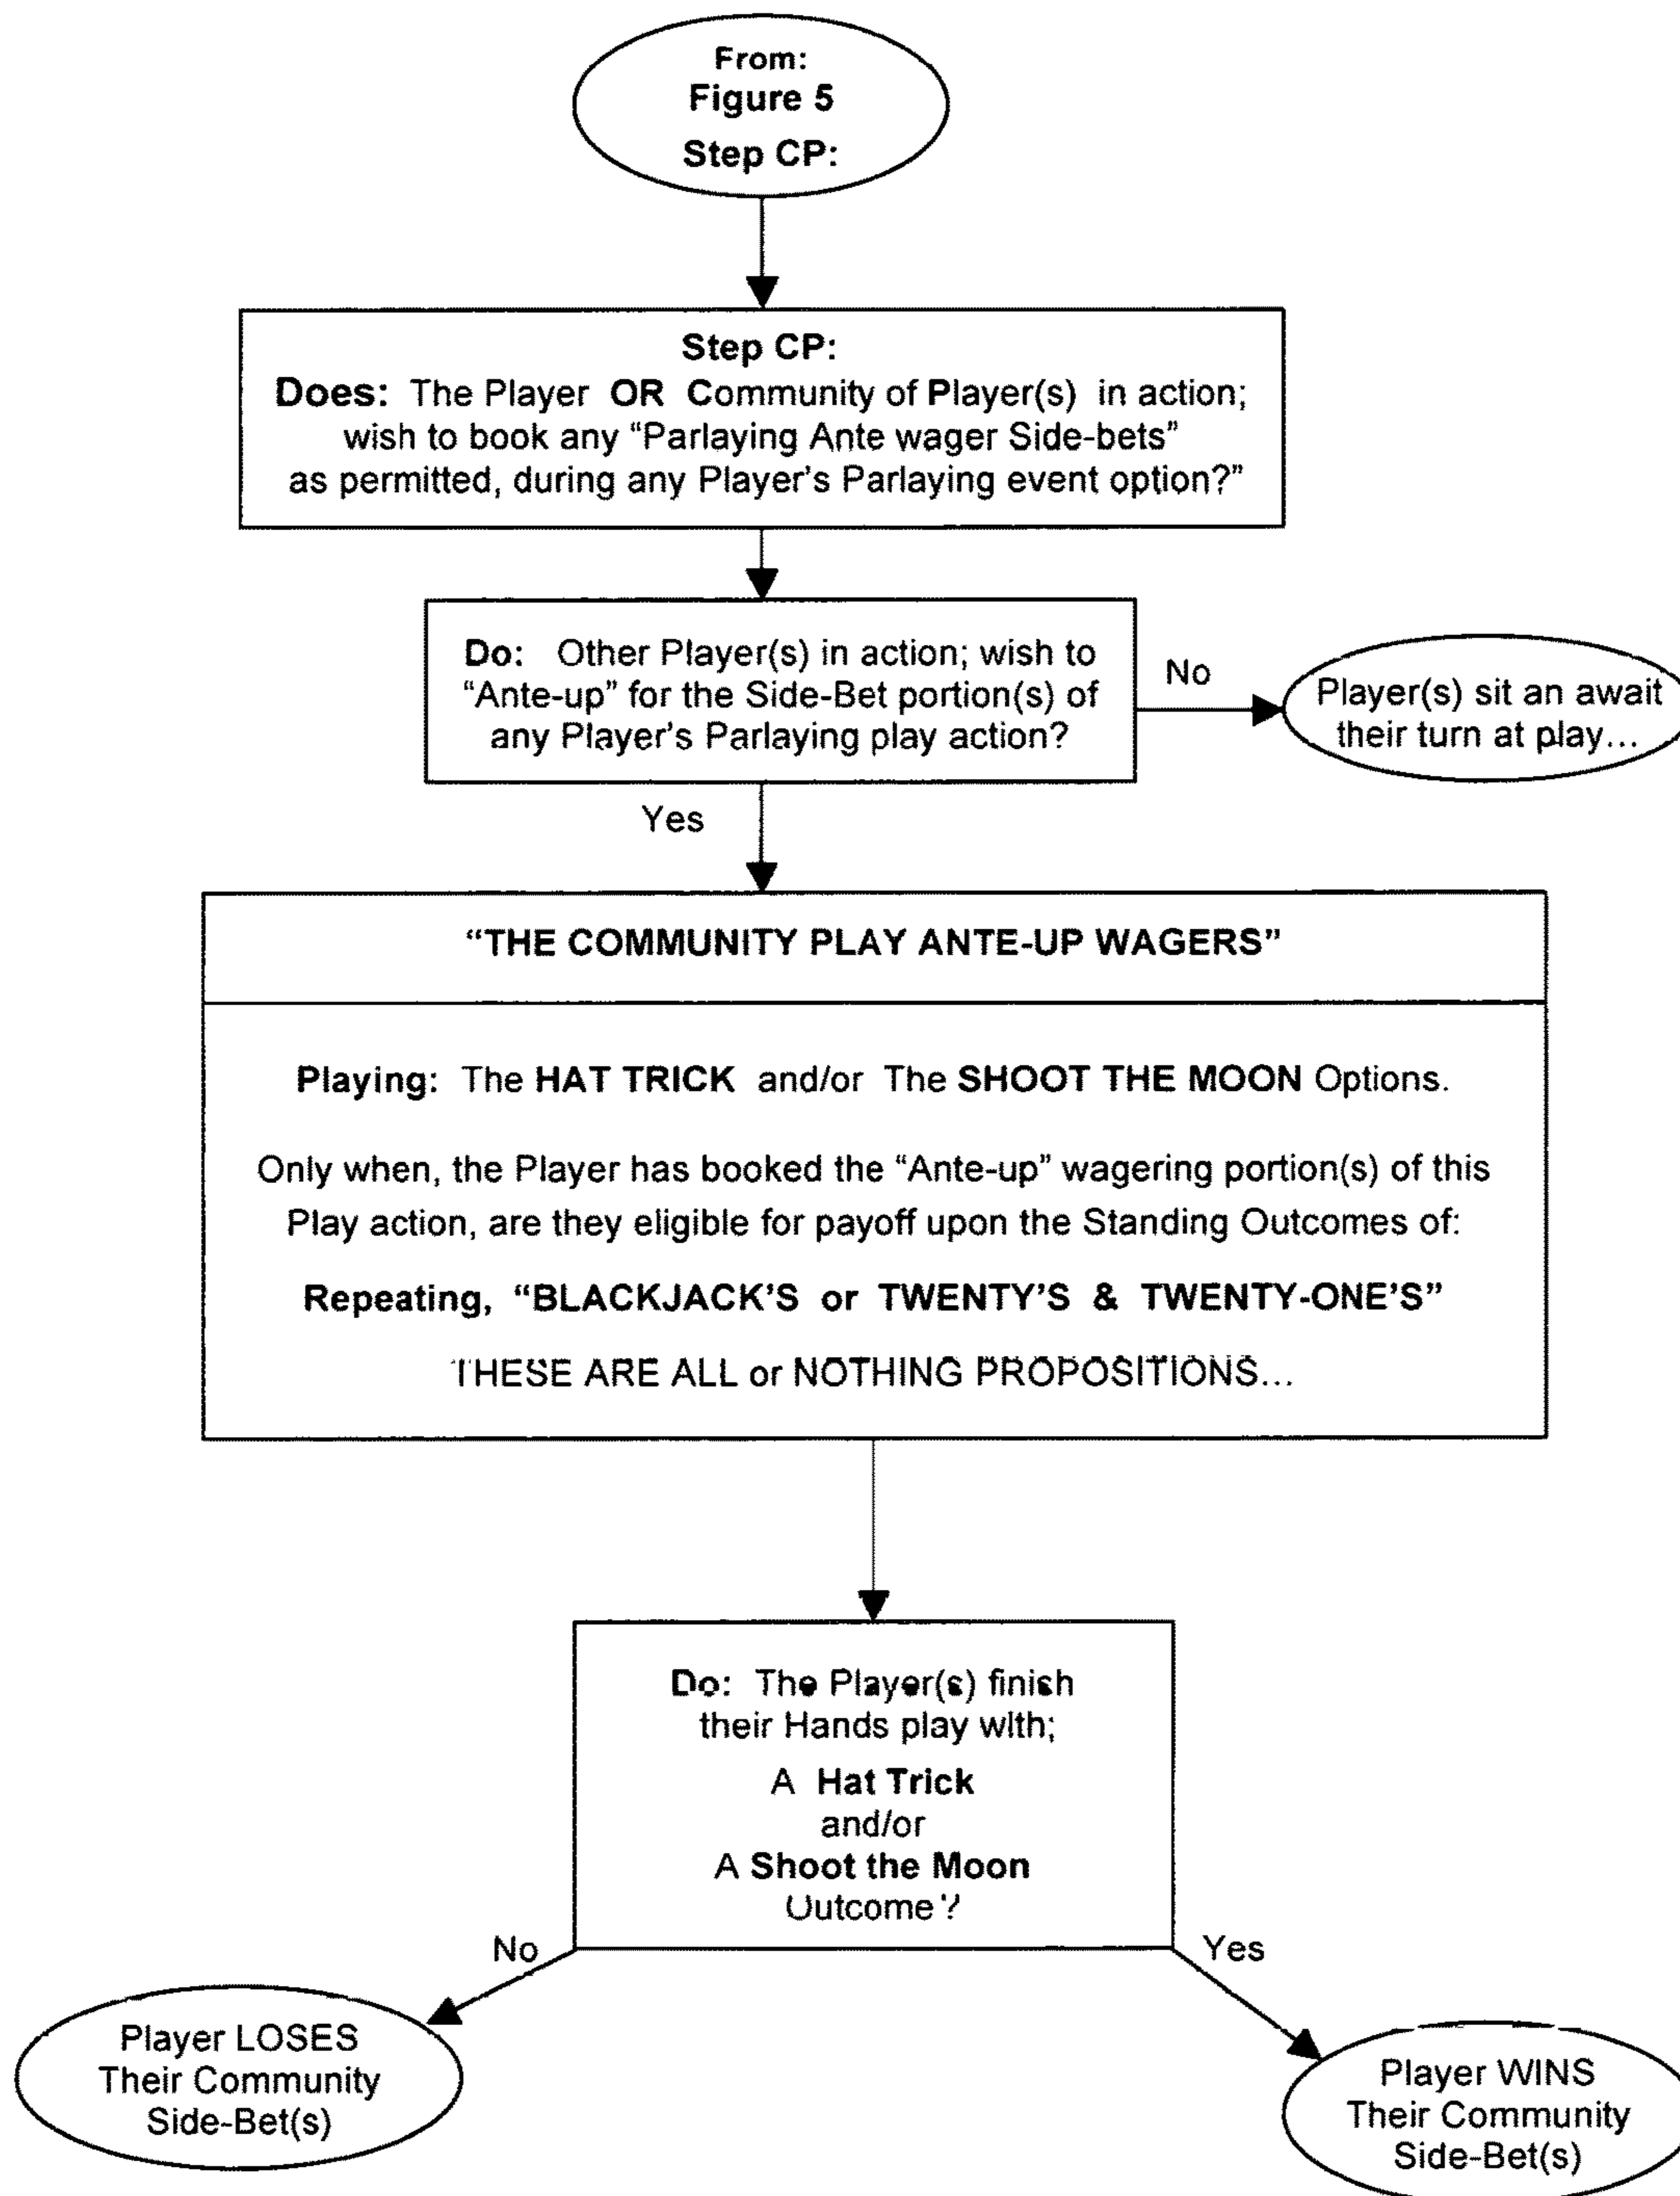 From:
Figure 5
Step CP:
Step CP:
Does: The Player OR Community of Player(s) in action;
wish to book any “Parlaying Ante wager Side-bets”
as permitted, during any Player's Parlaying event option?”
Do: Other Player(s) in action; wish to
“Ante-up” for the Side-Bet portion(s) of
any Player's Parlaying play action?
No
Player(s) sit an await
their turn at play...
Yes
“THE COMMUNITY PLAY ANTE-UP WAGERS”
Playing: The HAT TRICK and/or The SHOOT THE MOON Options.
Only when, the Player has booked the “Ante-up” wagering portion(s) of this
Play action, are they eligible for payoff upon the Standing Outcomes of:
Repeating, “BLACKJACK'S or TWENTY'S & TWENTY-ONE'S”
THESE ARE ALL or NOTHING PROPOSITIONS...
Do: The Player(s) finish
their Hands play with;
A Hat Trick
and/or
A Shoot the Moon
Outcome?
No
Yes
Player LOSES
Their Community
Side-Bet(s)
Player WINS
Their Community
Side-Bet(s)